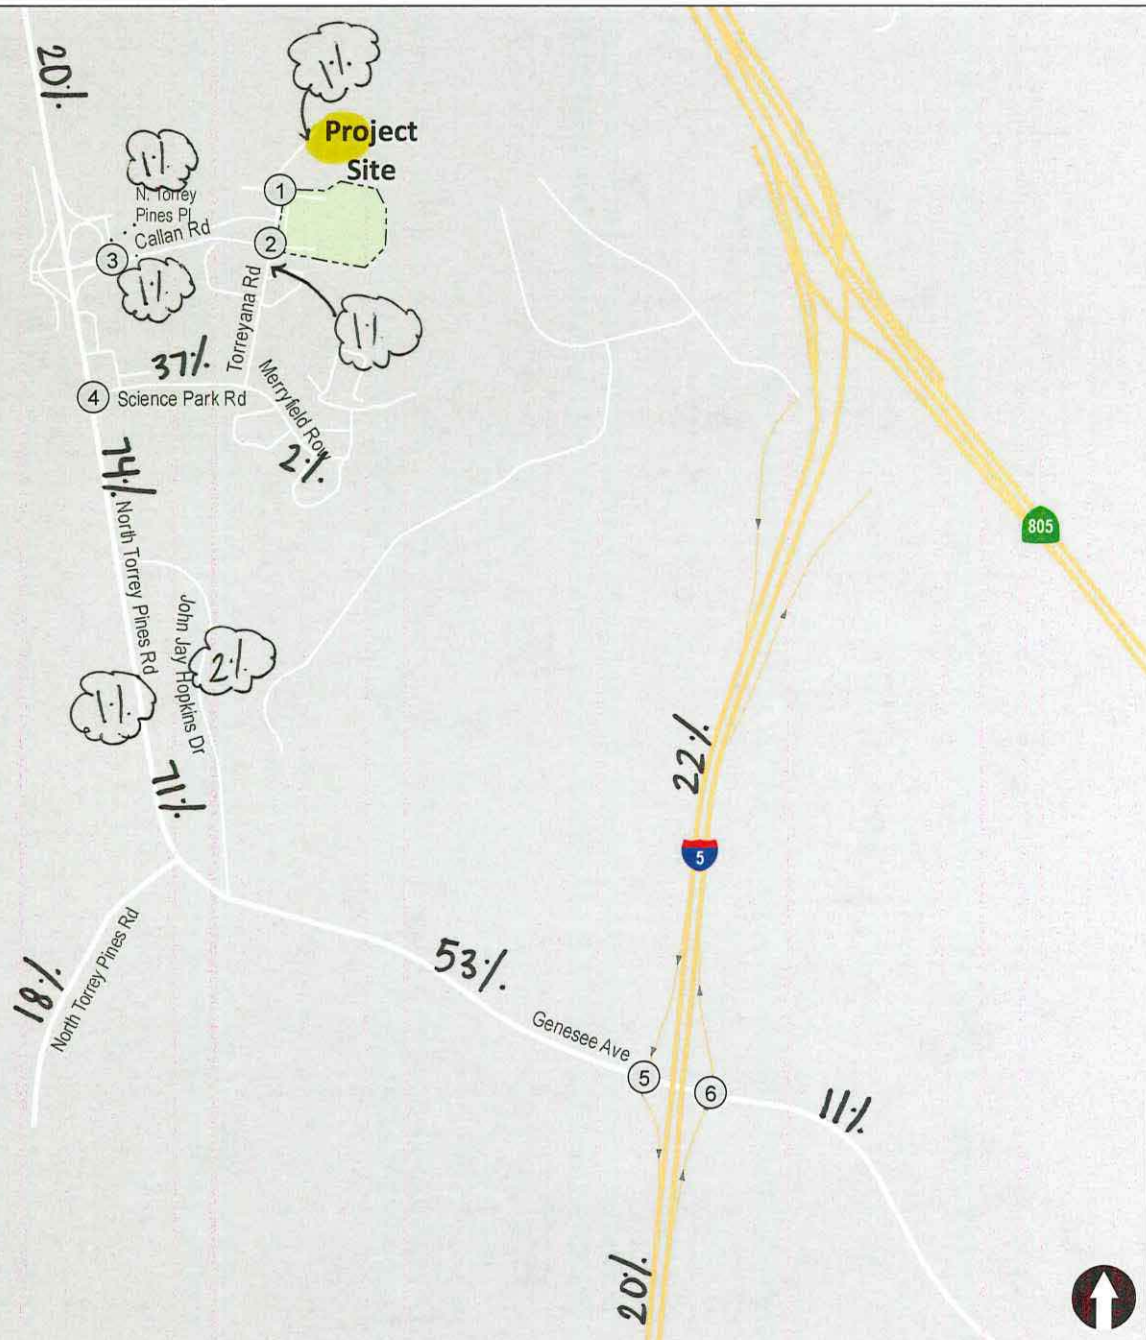 20%
1%
Project
Site
1%
N. Torrey
Pines Pl
Callan Rd
1
2
3
1%
1%
Torreyana Rd
37%
4
Science Park Rd
Merryfield Row
2%
74%
North Torrey Pines Rd
John Jay Hopkins Dr
2%
1%
71%
805
22%
5
North Torrey Pines Rd
18%
53%
Genesee Ave
5
6
11%
20%